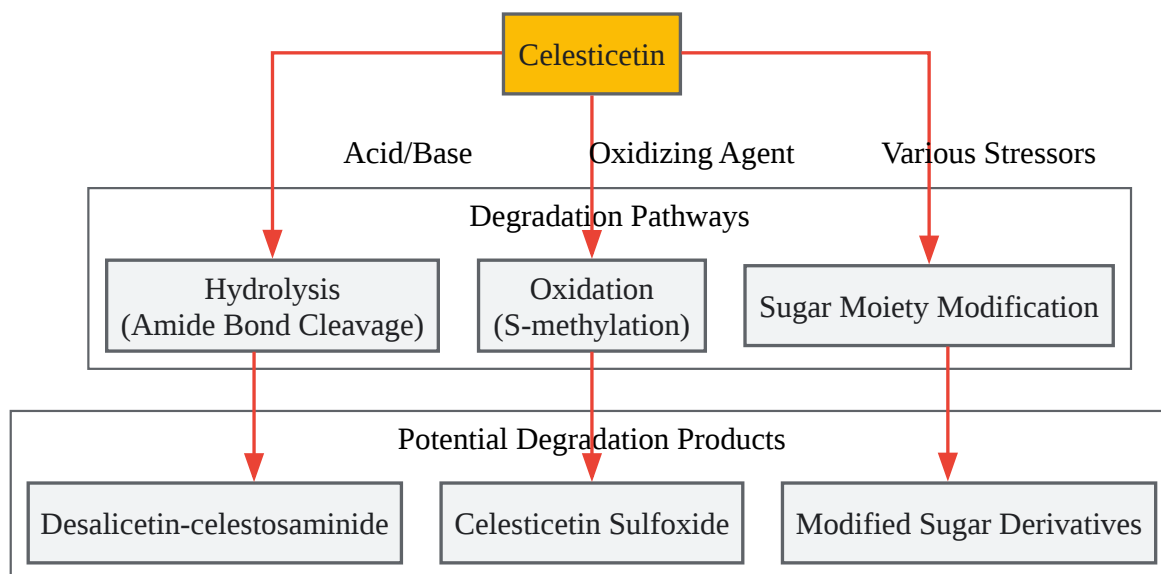 Celesticetin
Acid/Base
Oxidizing Agent
Various Stressors
Degradation Pathways
Hydrolysis
(Amide Bond Cleavage)
Oxidation
(S-methylation)
Sugar Moiety Modification
Potential Degradation Products
Desalicetin-celestosaminide
Celesticetin Sulfoxide
Modified Sugar Derivatives